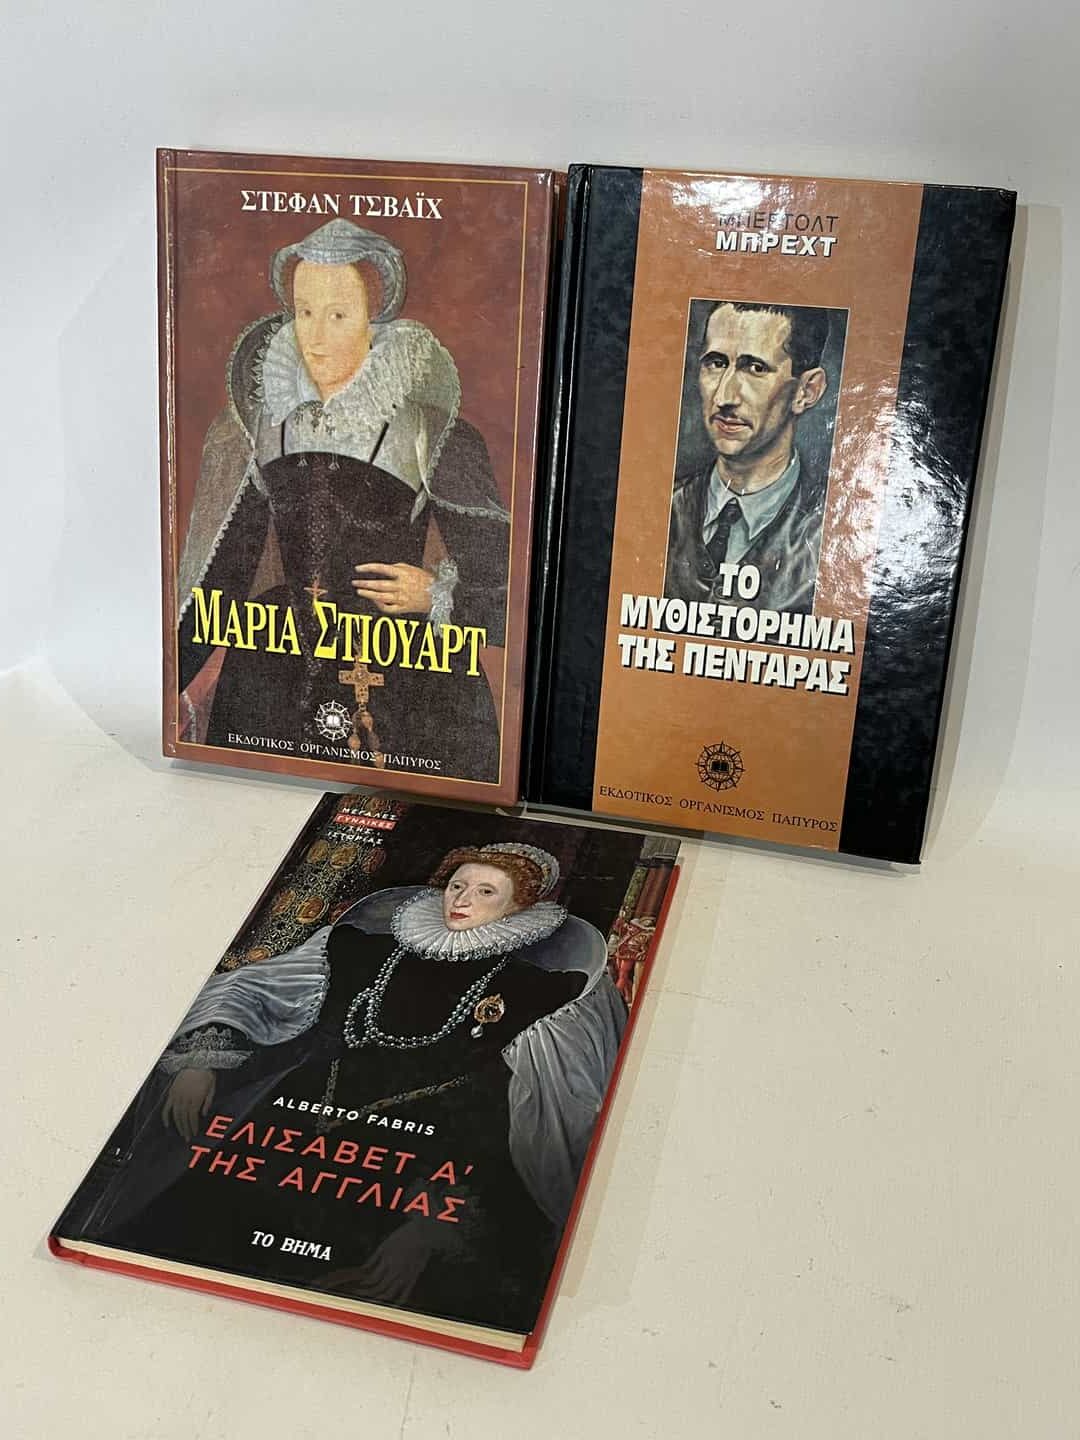 ΣΤΕΦΑΝ ΤΣΒΑΪΧ
ΜΑΡΙΑ ΣΤΙΟΥΑΡΤ
ΕΚΔΟΤΙΚΟΣ ΟΡΓΑΝΙΣΜΟΣ ΠΑΠΥΡΟΣ
ΜΠΕΡΤΟΛΤ
ΜΠΡΕΧΤ
ΤΟ
ΜΥΘΙΣΤΟΡΗΜΑ
ΤΗΣ ΠΕΝΤΑΡΑΣ
ΕΚΔΟΤΙΚΟΣ ΟΡΓΑΝΙΣΜΟΣ ΠΑΠΥΡΟΣ
ΜΕΓΑΛΕΣ
ΓΥΝΑΙΚΕΣ
ΤΗΣ
ΙΣΤΟΡΙΑΣ
ALBERTO FABRIS
ΕΛΙΣΑΒΕΤ Α'
ΤΗΣ ΑΓΓΛΙΑΣ
ΤΟ ΒΗΜΑ